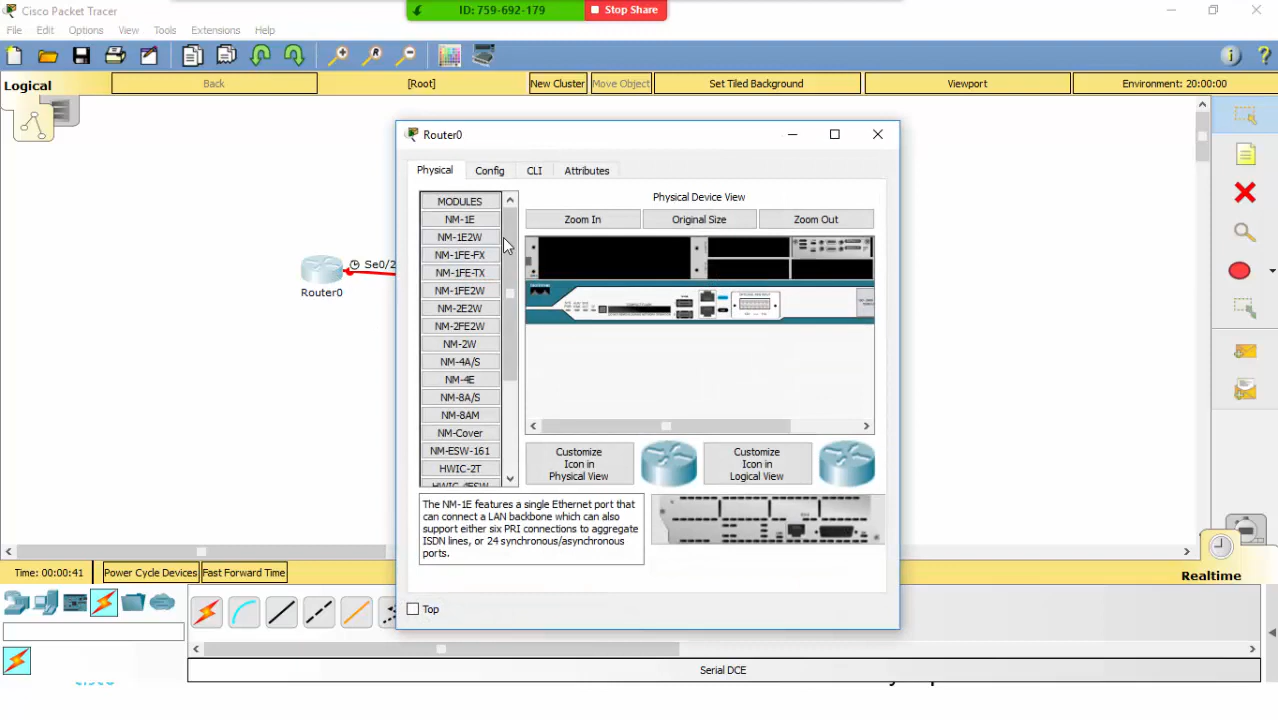 Cisco Packet Tracer
ID: 759-692-179
Stop Share
File Edit Options View Tools Extensions Help
Logical
Back
[Root]
New Cluster
Move Object
Set Tiled Background
Viewport
Environment: 20:00:00
Router0
Physical Config CLI Attributes
MODULES
NM-1E
NM-1E2W
NM-1FE-FX
NM-1FE-TX
NM-1FE2W
NM-2E2W
NM-2FE2W
NM-2W
NM-4A/S
NM-4E
NM-8A/S
NM-8AM
NM-Cover
NM-ESW-161
HWIC-2T
HWIC-4ESW
Physical Device View
Zoom In
Original Size
Zoom Out
Se0/2
Router0
Customize
Icon in
Physical View
Customize
Icon in
Logical View
The NM-1E features a single Ethernet port that
can connect a LAN backbone which can also
support either six PRI connections to aggregate
ISDN lines, or 24 synchronous/asynchronous
ports.
Top
Time: 00:00:41
Power Cycle Devices
Fast Forward Time
Realtime
Serial DCE